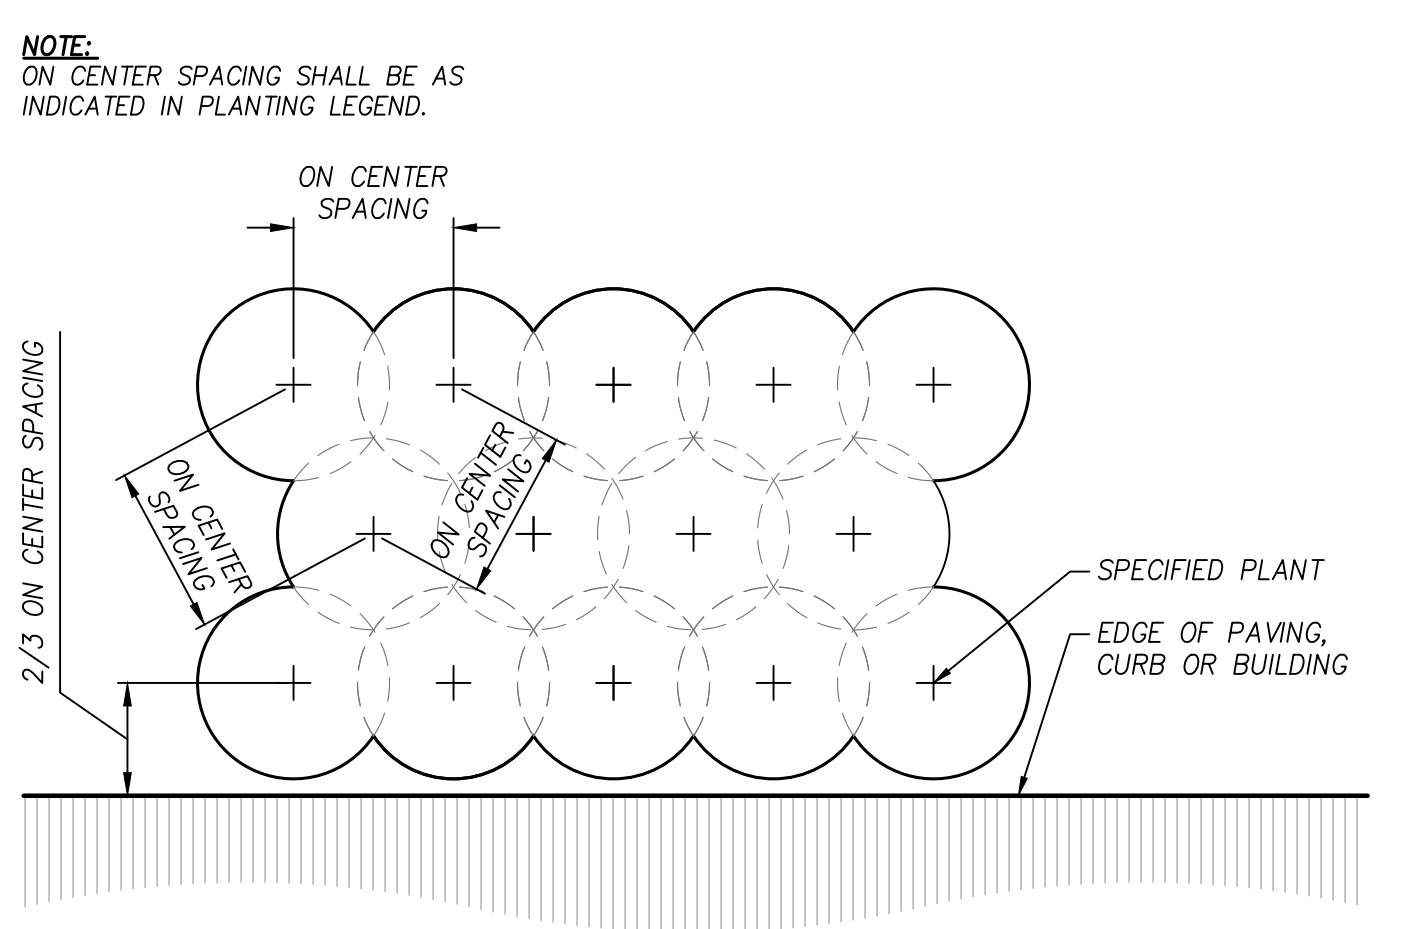 NOTE:
ON CENTER SPACING SHALL BE AS
INDICATED IN PLANTING LEGEND.
ON CENTER
SPACING
2/3 ON CENTER SPACING
ON CENTER
SPACING
ON CENTER
SPACING
SPECIFIED PLANT
EDGE OF PAVING,
CURB OR BUILDING